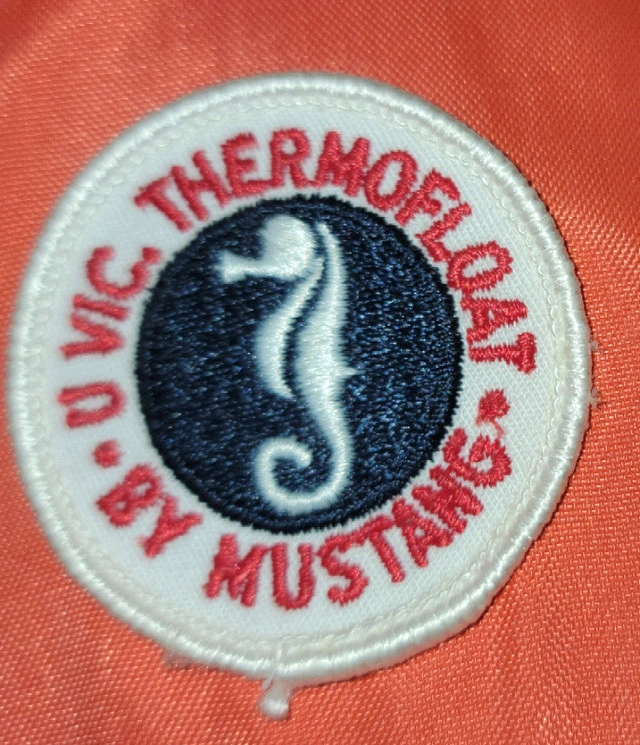 U VIC. THERMOFLOAT
• BY MUSTANG •